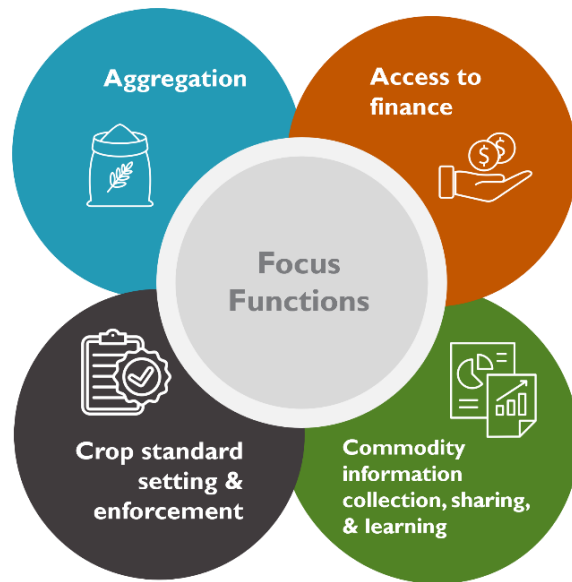 Aggregation
Access to
finance
$
$
Focus
Functions
Crop standard
setting &
enforcement
Commodity
information
collection, sharing,
& learning